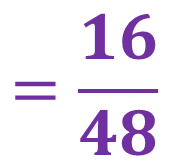 = 16/48